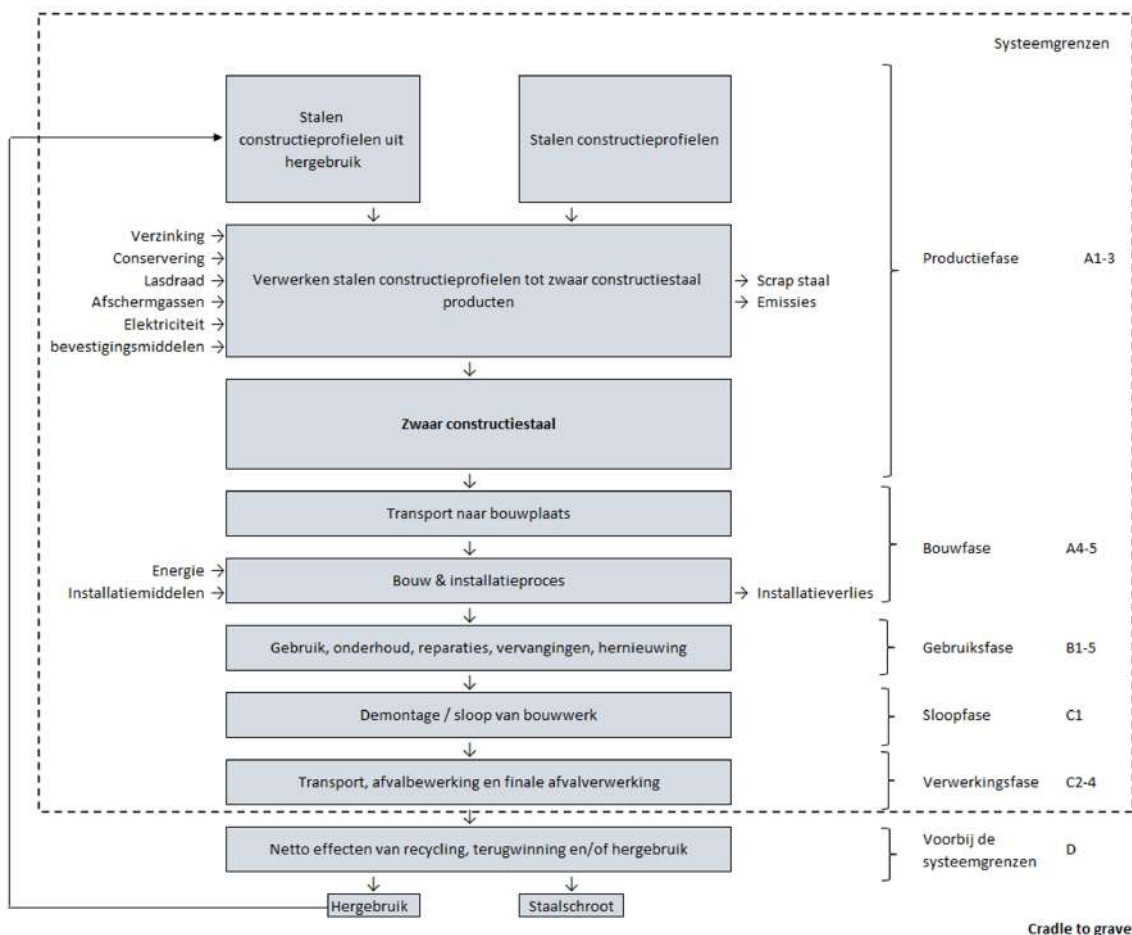 Systeemgrenzen
Stalen
constructieprofielen uit
hergebruik
Stalen constructieprofielen
Verzinking →
Conservering →
Lasdraad →
Afschermgassen →
Elektriciteit →
bevestigingsmiddelen →
Verwerken stalen constructieprofielen tot zwaar constructiestaal
producten
→ Scrap staal
→ Emissies
Productiefase A1-3
Zwaar constructiestaal
Transport naar bouwplaats
Energie →
Installatiemiddelen →
Bouw & installatieproces
→ Installatieverlies
Bouwfase A4-5
Gebruik, onderhoud, reparaties, vervangingen, hernieuwing
Gebruiksfase B1-5
Demontage / sloop van bouwwerk
Sloopfase C1
Transport, afvalbewerking en finale afvalverwerking
Verwerkingsfase C2-4
Netto effecten van recycling, terugwinning en/of hergebruik
Voorbij de
systeemgrenzen D
Hergebruik
Staalschroot
Cradle to grave